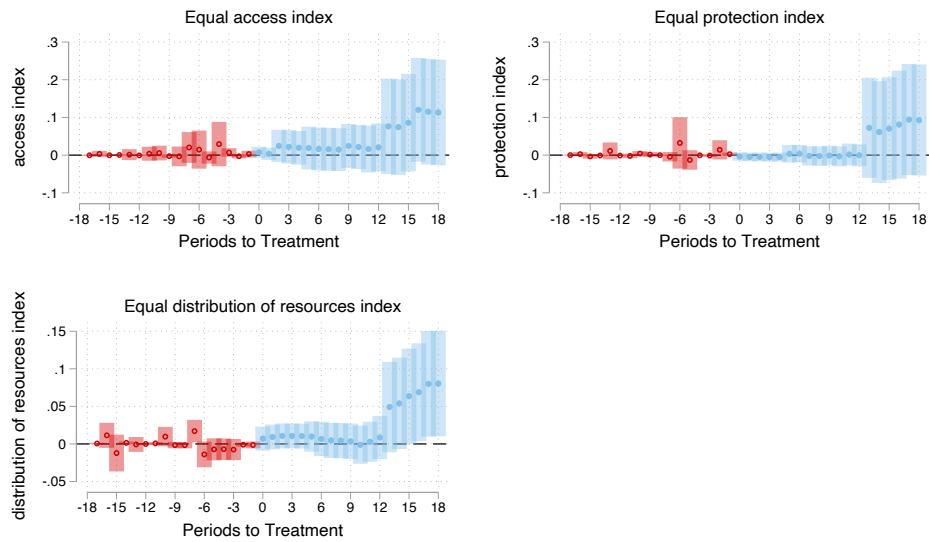 Equal access index
access index
.3
.2
.1
0
-.1
-18 -15 -12 -9 -6 -3 0 3 6 9 12 15 18
Periods to Treatment
Equal protection index
protection index
.3
.2
.1
0
-.1
-18 -15 -12 -9 -6 -3 0 3 6 9 12 15 18
Periods to Treatment
Equal distribution of resources index
distribution of resources index
.15
.1
.05
0
-.05
-18 -15 -12 -9 -6 -3 0 3 6 9 12 15 18
Periods to Treatment